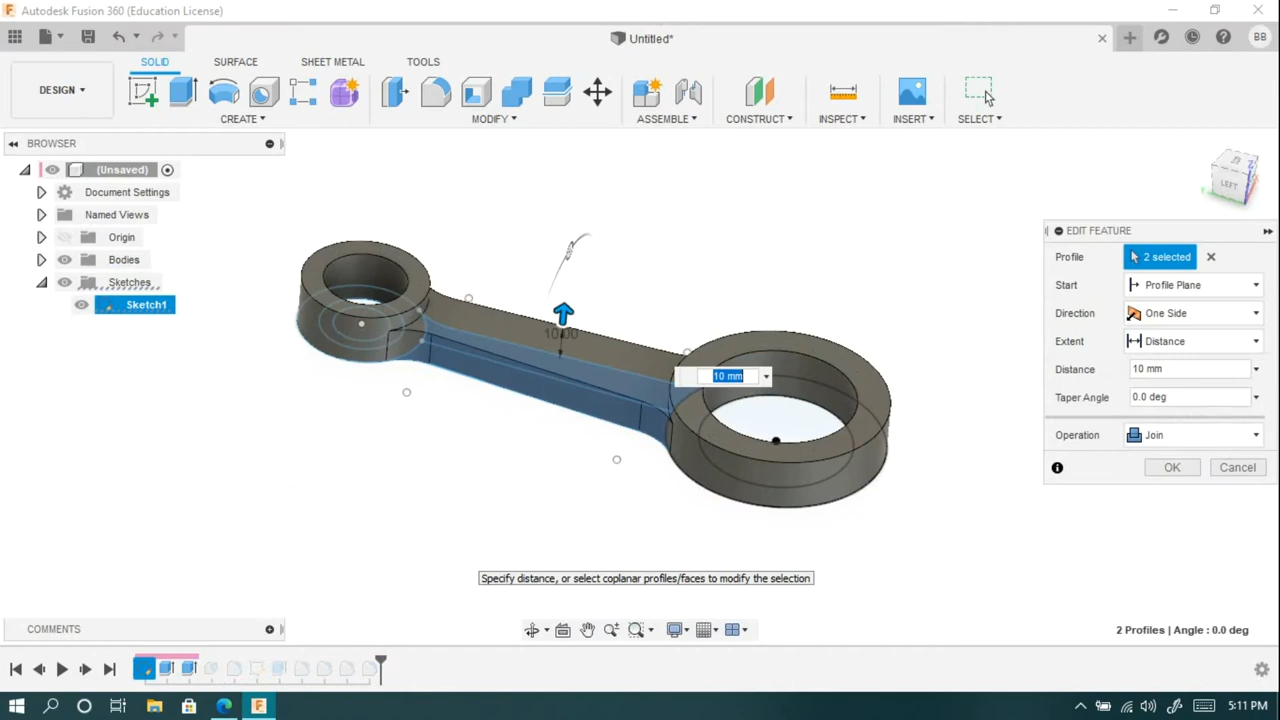 Autodesk Fusion 360 (Education License)
Untitled*
BB
DESIGN
SOLID SURFACE SHEET METAL TOOLS
CREATE MODIFY ASSEMBLE CONSTRUCT INSPECT INSERT SELECT
BROWSER
(Unsaved)
Document Settings
Named Views
Origin
Bodies
Sketches
Sketch1
LEFT
10.00
10 mm
EDIT FEATURE
Profile 2 selected
Start Profile Plane
Direction One Side
Extent Distance
Distance 10 mm
Taper Angle 0.0 deg
Operation Join
OK Cancel
Specify distance, or select coplanar profiles/faces to modify the selection
COMMENTS
2 Profiles | Angle : 0.0 deg
5:11 PM